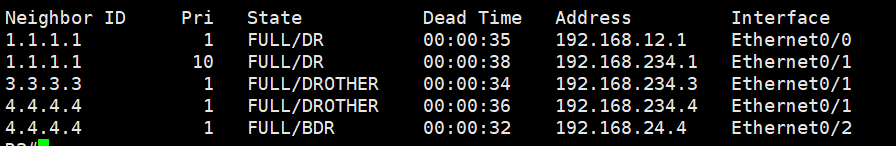 Neighbor ID     Pri   State           Dead Time   Address         Interface
1.1.1.1           1   FULL/DR         00:00:35    192.168.12.1    Ethernet0/0
1.1.1.1          10   FULL/DR         00:00:38    192.168.234.1   Ethernet0/1
3.3.3.3           1   FULL/DROTHER    00:00:34    192.168.234.3   Ethernet0/1
4.4.4.4           1   FULL/DROTHER    00:00:36    192.168.234.4   Ethernet0/1
4.4.4.4           1   FULL/BDR        00:00:32    192.168.24.4    Ethernet0/2